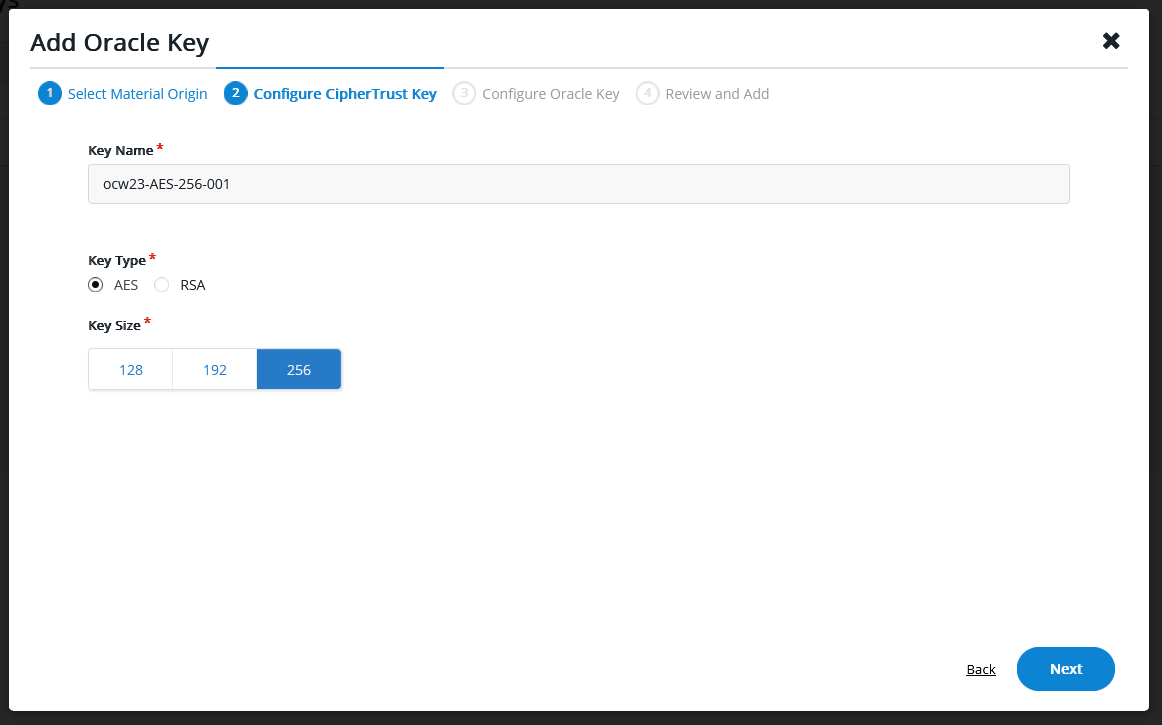 Add Oracle Key
1 Select Material Origin 2 Configure CipherTrust Key 3 Configure Oracle Key 4 Review and Add
Key Name *
ocw23-AES-256-001
Key Type *
AES RSA
Key Size *
128 192 256
Back Next